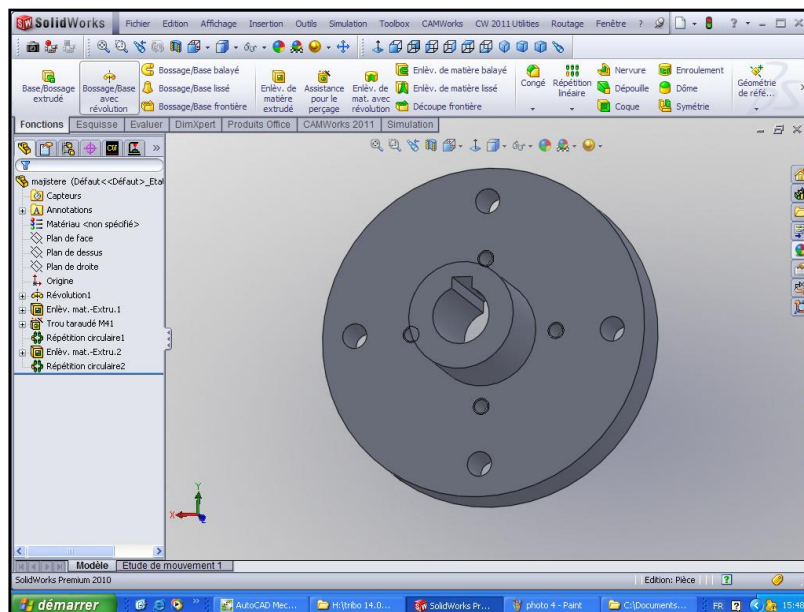 SolidWorks Fichier Edition Affichage Insertion Outils Simulation Toolbox CAMWorks CW 2011 Utilities Routage Fenêtre ?
Base/Bossage extrudé
Bossage/Base avec révolution
Bossage/Base balayé
Bossage/Base lissé
Bossage/Base frontière
Enlèv. de matière extrudé
Assistance pour le perçage
Enlèv. de mat. avec révolution
Enlèv. de matière balayé
Enlèv. de matière lissé
Découpe frontière
Congé
Répétition linéaire
Nervure
Dépouille
Coque
Enroulement
Dôme
Symétrie
Géométrie de référ...
Fonctions Esquisse Evaluer DimXpert Produits Office CAMWorks 2011 Simulation
majistere (Défaut<<Défaut>_Etal
Capteurs
Annotations
Matériau <non spécifié>
Plan de face
Plan de dessus
Plan de droite
Origine
Révolution1
Enlèv. mat.-Extru.1
Trou taraudé M41
Répétition circulaire1
Enlèv. mat.-Extru.2
Répétition circulaire2
Y
X
Z
Modèle Etude de mouvement 1
SolidWorks Premium 2010 Edition: Pièce
démarrer AutoCAD Mec... H:\tribo 14.0... SolidWorks Pr... photo 4 - Paint C:\Documents... FR